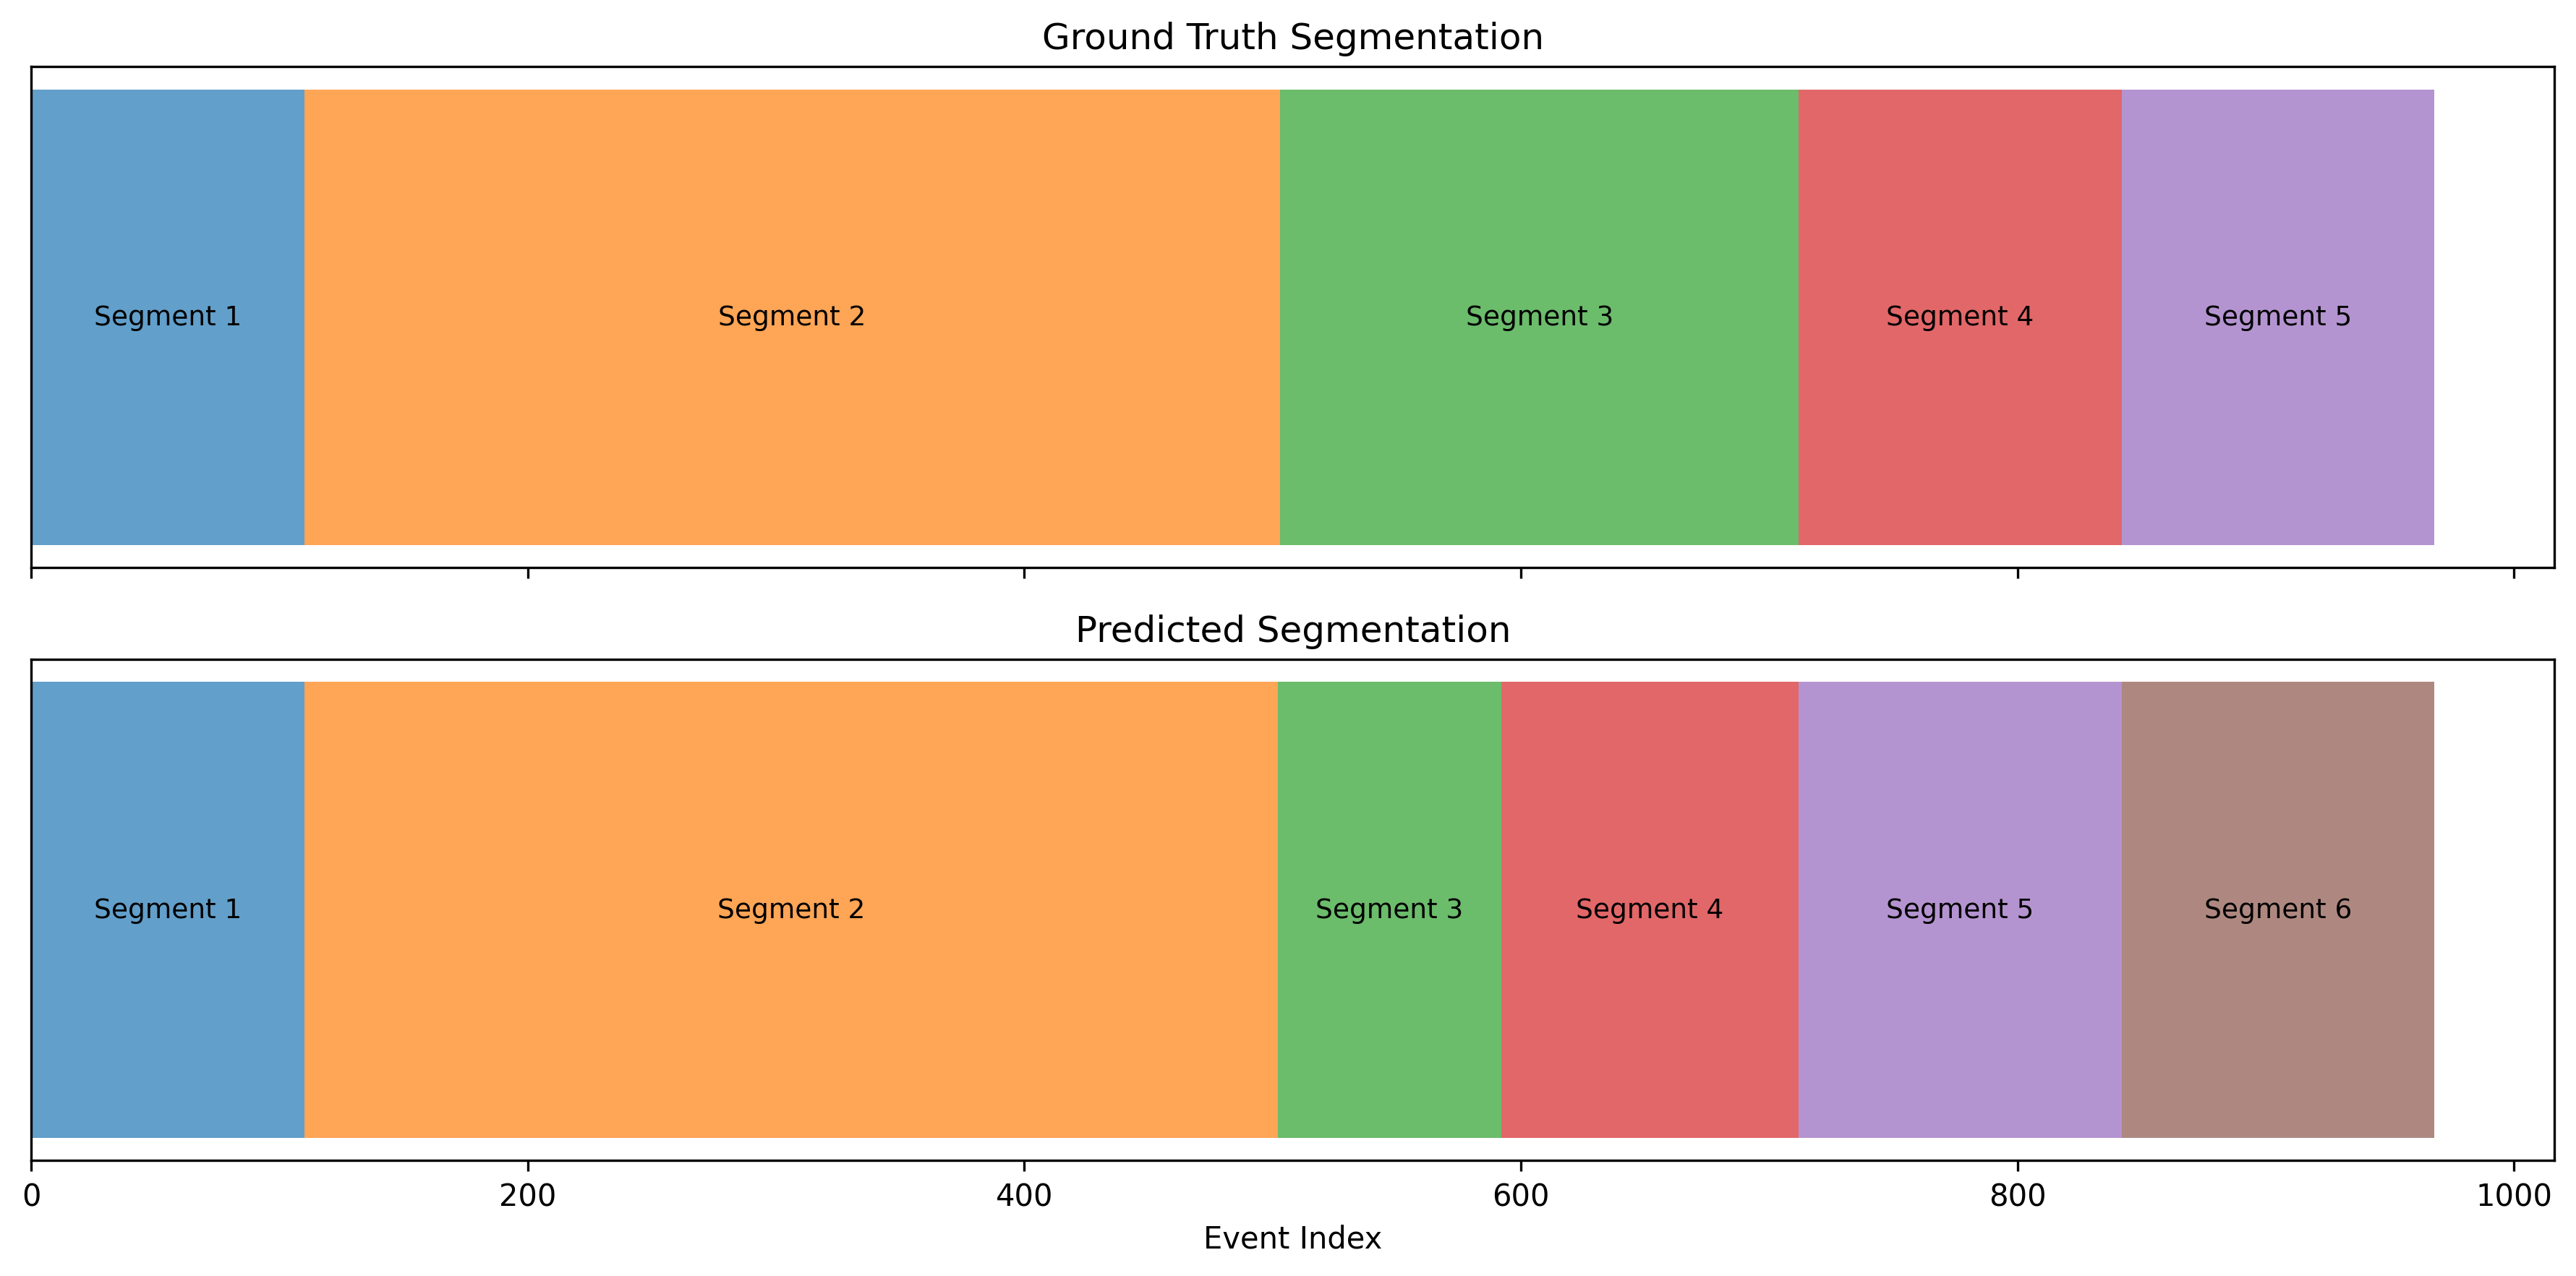 Ground Truth Segmentation
Segment 1 Segment 2 Segment 3 Segment 4 Segment 5
Predicted Segmentation
Segment 1 Segment 2 Segment 3 Segment 4 Segment 5 Segment 6
0 200 400 600 800 1000
Event Index